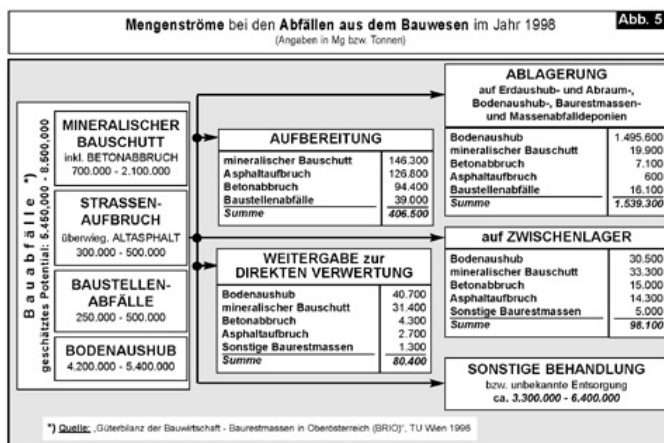 Mengenströme bei den Abfällen aus dem Bauwesen im Jahr 1998
(Angaben in Mg bzw. Tonnen)
Abb. 5
Bauabfälle *)
geschätztes Potential: 5.450.000 - 8.500.000
MINERALISCHER
BAUSCHUTT
inkl. BETONABBRUCH
700.000 - 2.100.000
STRASSEN-
AUFBRUCH
überwieg. ALTASPHALT
300.000 - 500.000
BAUSTELLEN-
ABFÄLLE
250.000 - 500.000
BODENAUSHUB
4.200.000 - 5.400.000
AUFBEREITUNG
mineralischer Bauschutt 146.300
Asphaltaufbruch 126.800
Betonabbruch 94.400
Baustellenabfälle 39.000
Summe 406.500
WEITERGABE zur
DIREKTEN VERWERTUNG
Bodenaushub 40.700
mineralischer Bauschutt 31.400
Betonabbruch 4.300
Asphaltaufbruch 2.700
Sonstige Baurestmassen 1.300
Summe 80.400
ABLAGERUNG
auf Erdaushub- und Abraum-,
Bodenaushub-, Baurestmassen-
und Massenabfalldeponien
Bodenaushub 1.495.600
mineralischer Bauschutt 19.900
Betonabbruch 7.100
Asphaltaufbruch 600
Baustellenabfälle 16.100
Summe 1.539.300
auf ZWISCHENLAGER
Bodenaushub 30.500
mineralischer Bauschutt 33.300
Betonabbruch 15.000
Asphaltaufbruch 14.300
Sonstige Baurestmassen 5.000
Summe 98.100
SONSTIGE BEHANDLUNG
bzw. unbekannte Entsorgung
ca. 3.300.000 - 6.400.000
*) Quelle: „Güterbilanz der Bauwirtschaft - Baurestmassen in Oberösterreich (BRIO)", TU Wien 1996